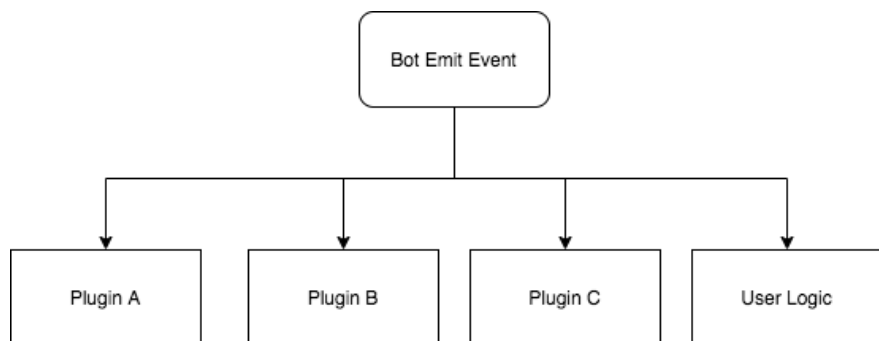 Bot Emit Event
Plugin A
Plugin B
Plugin C
User Logic